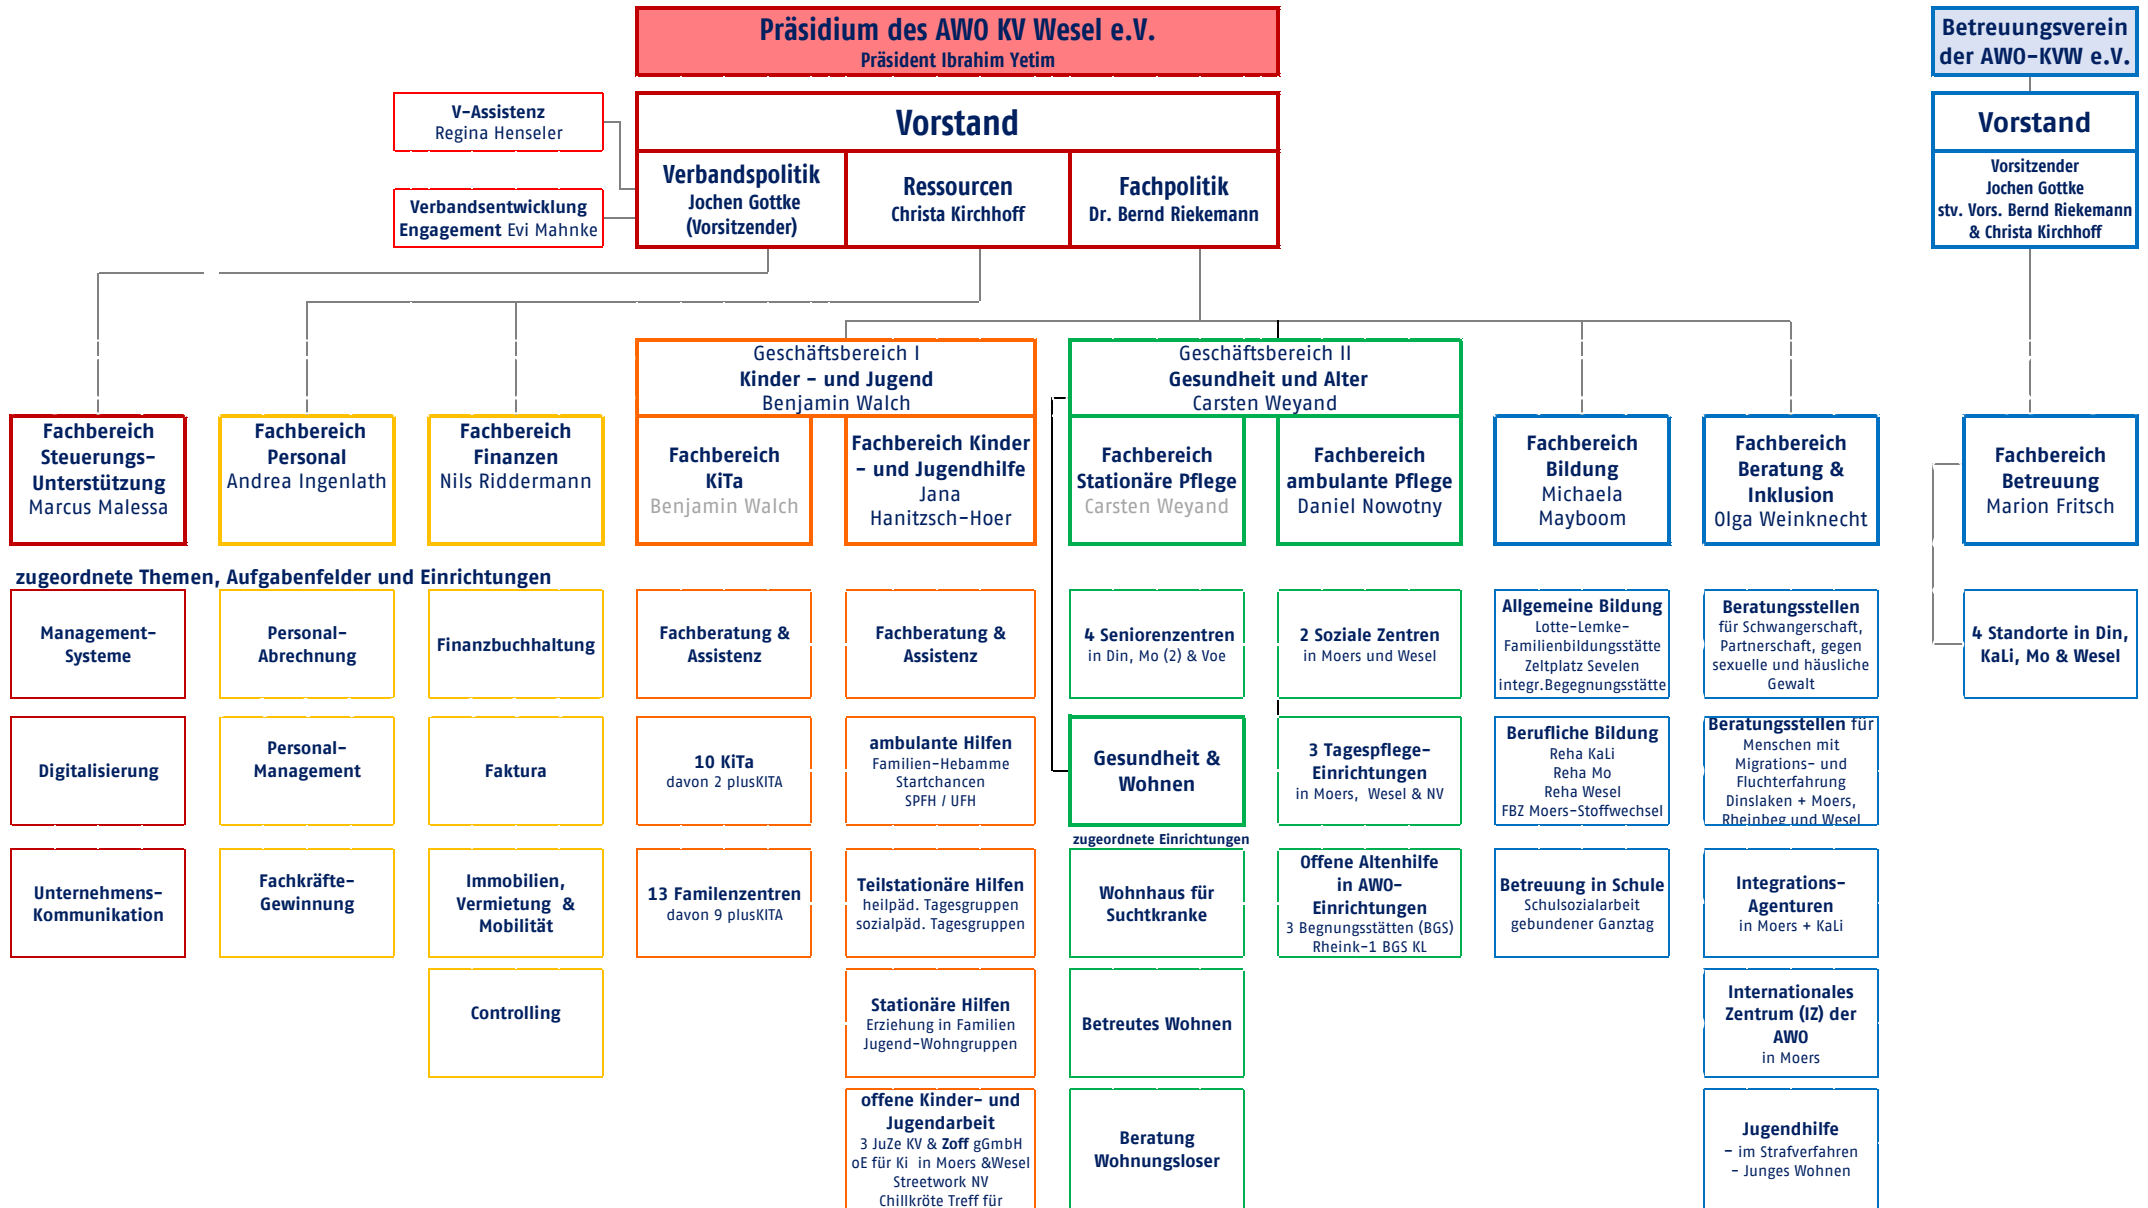 Präsidium des AWO KV Wesel e.V.
Präsident Ibrahim Yetim
Betreuungsverein
der AWO-KVW e.V.
V-Assistenz
Regina Henseler
Verbandsentwicklung
Engagement Evi Mahnke
Vorstand
Verbandspolitik
Jochen Gottke
(Vorsitzender)
Ressourcen
Christa Kirchhoff
Fachpolitik
Dr. Bernd Riekemann
Vorstand
Vorsitzender
Jochen Gottke
stv. Vors. Bernd Riekemann
& Christa Kirchhoff
Geschäftsbereich I
Kinder - und Jugend
Benjamin Walch
Geschäftsbereich II
Gesundheit und Alter
Carsten Weyand
Fachbereich
Steuerungs-
Unterstützung
Marcus Malessa
Fachbereich
Personal
Andrea Ingenlath
Fachbereich
Finanzen
Nils Riddermann
Fachbereich
KiTa
Benjamin Walch
Fachbereich Kinder
- und Jugendhilfe
Jana
Hanitzsch-Hoer
Fachbereich
Stationäre Pflege
Carsten Weyand
Fachbereich
ambulante Pflege
Daniel Nowotny
Fachbereich
Bildung
Michaela
Mayboom
Fachbereich
Beratung &
Inklusion
Olga Weinknecht
Fachbereich
Betreuung
Marion Fritsch
zugeordnete Themen, Aufgabenfelder und Einrichtungen
Management-
Systeme
Personal-
Abrechnung
Finanzbuchhaltung
Fachberatung &
Assistenz
Fachberatung &
Assistenz
4 Seniorenzentren
in Din, Mo (2) & Voe
2 Soziale Zentren
in Moers und Wesel
Allgemeine Bildung
Lotte-Lemke-
Familienbildungsstätte
Zeltplatz Sevelen
integr.Begegnungsstätte
Beratungsstellen
für Schwangerschaft,
Partnerschaft, gegen
sexuelle und häusliche
Gewalt
4 Standorte in Din,
KaLi, Mo & Wesel
Digitalisierung
Personal-
Management
Faktura
10 KiTa
davon 2 plusKITA
ambulante Hilfen
Familien-Hebamme
Startchancen
SPFH / UFH
Gesundheit &
Wohnen
3 Tagespflege-
Einrichtungen
in Moers,  Wesel & NV
Berufliche Bildung
Reha KaLi
Reha Mo
Reha Wesel
FBZ Moers-Stoffwechsel
Beratungsstellen für
Menschen mit
Migrations- und
Fluchterfahrung
Dinslaken + Moers,
Rheinbeg und Wesel
zugeordnete Einrichtungen
Unternehmens-
Kommunikation
Fachkräfte-
Gewinnung
Immobilien,
Vermietung  &
Mobilität
13 Familenzentren
davon 9 plusKITA
Teilstationäre Hilfen
heilpäd. Tagesgruppen
sozialpäd. Tagesgruppen
Wohnhaus für
Suchtkranke
Offene Altenhilfe
in AWO-
Einrichtungen
3 Begnungsstätten (BGS)
Rheink-1 BGS KL
Betreuung in Schule
Schulsozialarbeit
gebundener Ganztag
Integrations-
Agenturen
in Moers + KaLi
Controlling
Stationäre Hilfen
Erziehung in Familien
Jugend-Wohngruppen
Betreutes Wohnen
Internationales
Zentrum (IZ) der
AWO
in Moers
offene Kinder- und
Jugendarbeit
3 JuZe KV & Zoff gGmbH
oE für Ki  in Moers &Wesel
Streetwork NV
Chillkröte Treff für
Beratung
Wohnungsloser
Jugendhilfe
- im Strafverfahren
- Junges Wohnen